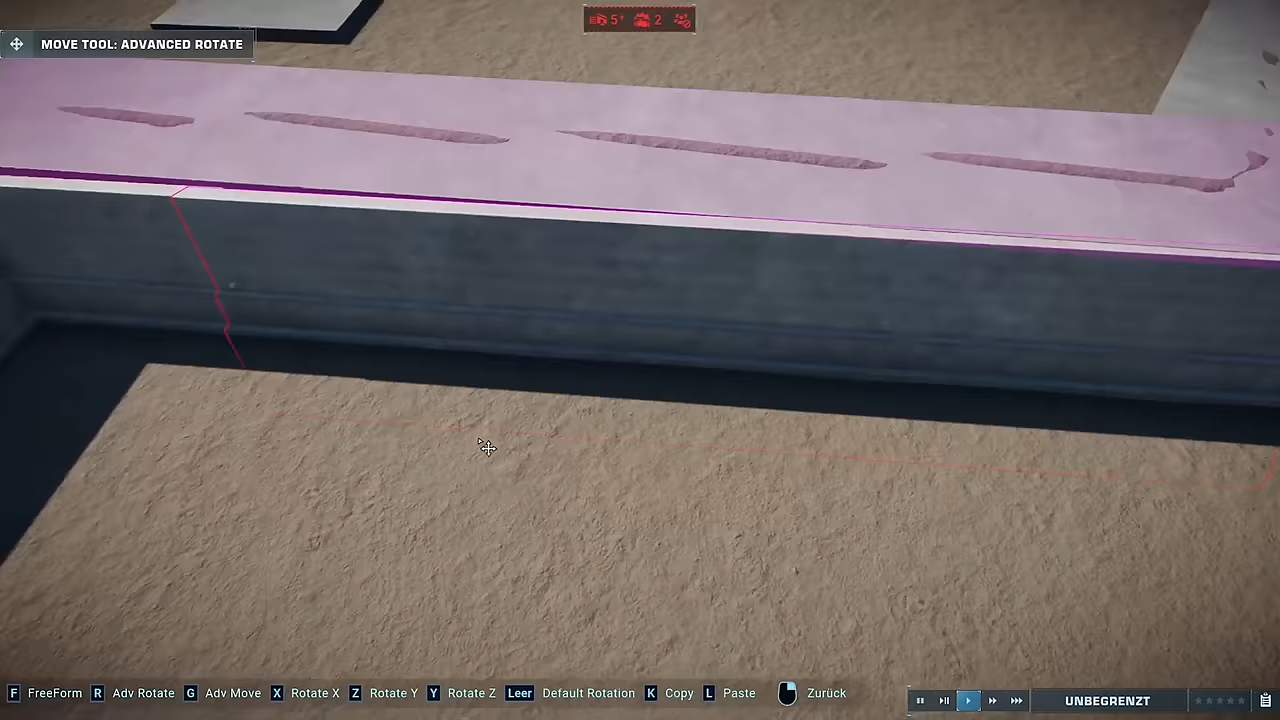 5↑ 2
MOVE TOOL: ADVANCED ROTATE
F FreeForm R Adv Rotate G Adv Move X Rotate X Z Rotate Y Y Rotate Z Leer Default Rotation K Copy L Paste Zurück
UNBEGRENZT